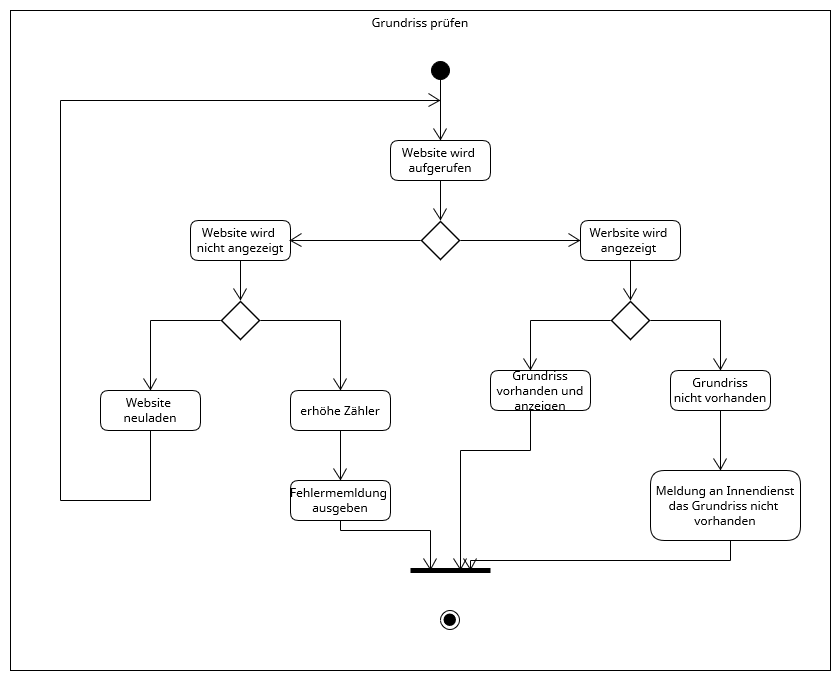 Grundriss prüfen
Website wird
aufgerufen
Website wird
nicht angezeigt
Werbsite wird
angezeigt
Website
neuladen
erhöhe Zähler
Grundriss
vorhanden und
anzeigen
Grundriss
nicht vorhanden
Fehlermemldung
ausgeben
Meldung an Innendienst
das Grundriss nicht
vorhanden